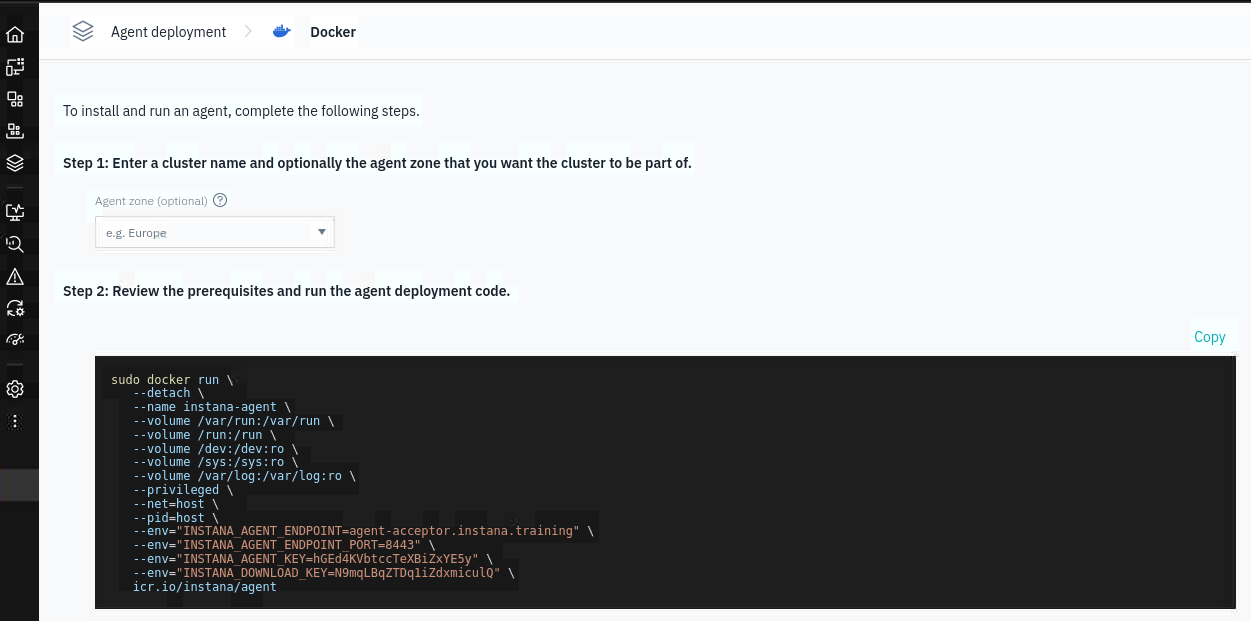 Agent deployment > Docker
To install and run an agent, complete the following steps.
Step 1: Enter a cluster name and optionally the agent zone that you want the cluster to be part of.
Agent zone (optional) ?
e.g. Europe
Step 2: Review the prerequisites and run the agent deployment code.
Copy
sudo docker run \
--detach \
--name instana-agent \
--volume /var/run:/var/run \
--volume /run:/run \
--volume /dev:/dev:ro \
--volume /sys:/sys:ro \
--volume /var/log:/var/log:ro \
--privileged \
--net=host \
--pid=host \
--env="INSTANA_AGENT_ENDPOINT=agent-acceptor.instana.training" \
--env="INSTANA_AGENT_ENDPOINT_PORT=8443" \
--env="INSTANA_AGENT_KEY=hGEd4KVbtccTeXBiZxYE5y" \
--env="INSTANA_DOWNLOAD_KEY=N9mqLBqZTDq1iZdxmiculQ" \
icr.io/instana/agent